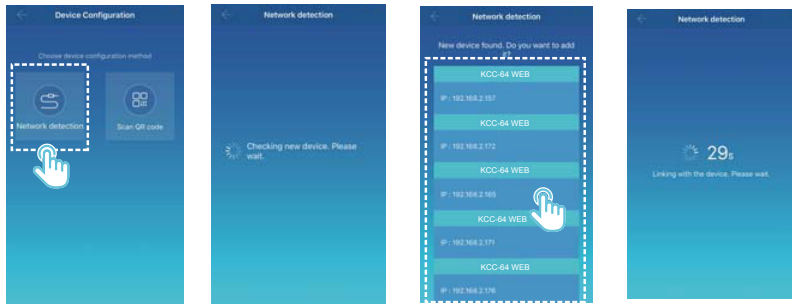 Device Configuration
Choose device configuration method
Network detection
Scan QR code
Network detection
Checking new device. Please
wait.
Network detection
New device found. Do you want to add
it?
KCC-64 WEB
IP : 192.168.2.157
KCC-64 WEB
IP : 192.168.2.172
KCC-64 WEB
IP : 192.168.2.165
KCC-64 WEB
IP : 192.168.2.171
KCC-64 WEB
IP : 192.168.2.176
Network detection
29s
Linking with the device. Please wait.